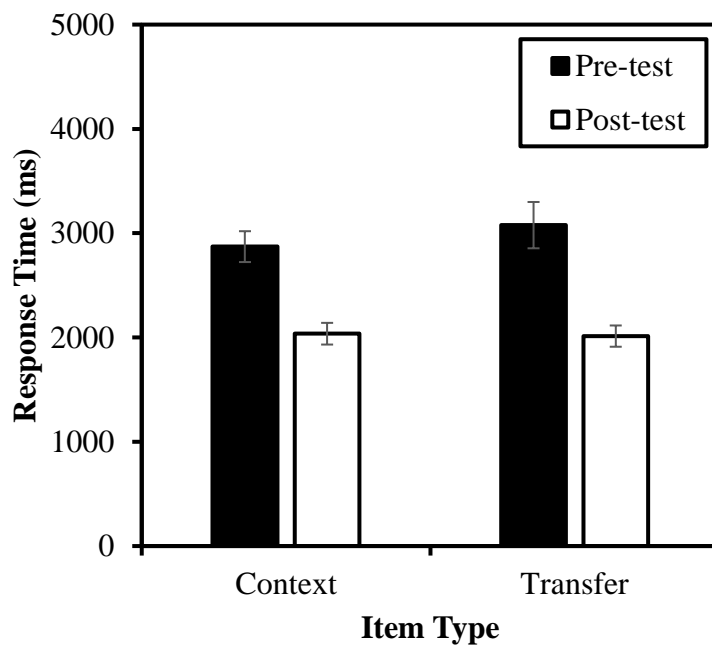 5000
4000
3000
2000
1000
0
Response Time (ms)
Pre-test
Post-test
Context
Transfer
Item Type